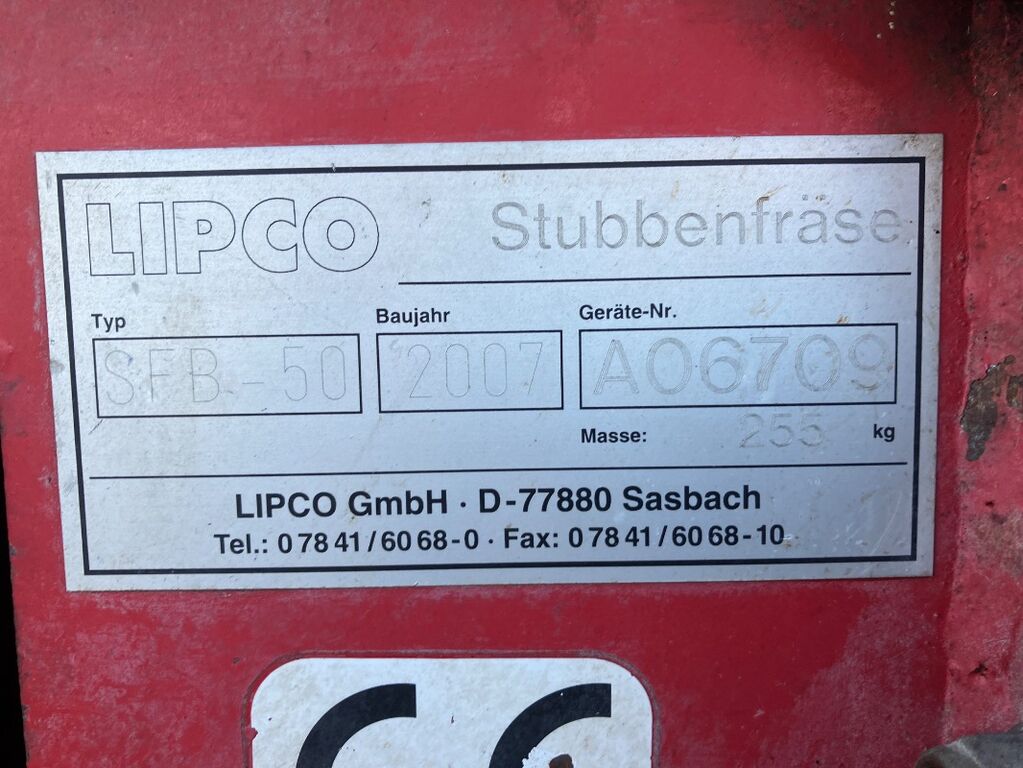 LIPCO Stubbenfräse
Typ Baujahr Geräte-Nr.
SFB-50 2007 A06709
Masse: 255 kg
LIPCO GmbH · D-77880 Sasbach
Tel.: 0 78 41 / 60 68-0 · Fax: 0 78 41 / 60 68-10
CE